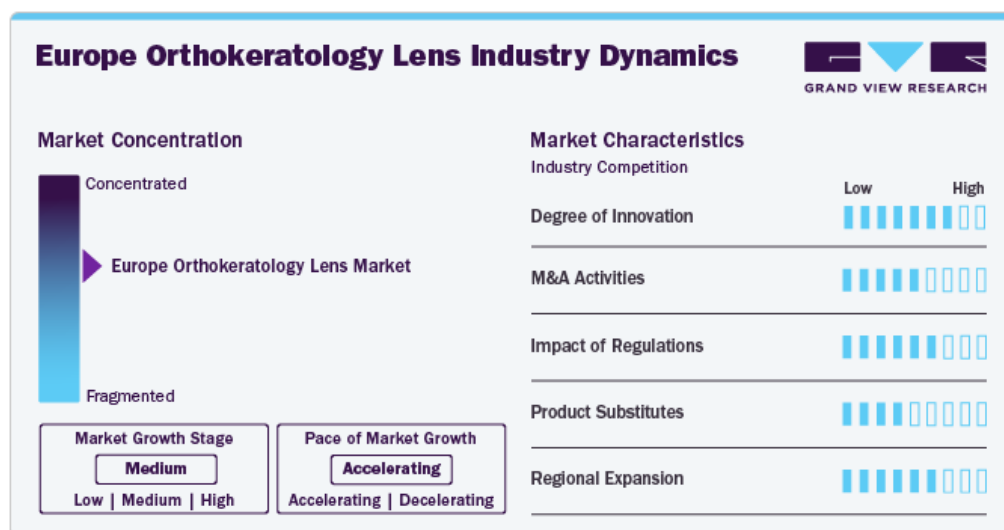 Europe Orthokeratology Lens Industry Dynamics
GRAND VIEW RESEARCH
Market Concentration
Concentrated
Europe Orthokeratology Lens Market
Fragmented
Market Growth Stage
Medium
Low | Medium | High
Pace of Market Growth
Accelerating
Accelerating | Decelerating
Market Characteristics
Industry Competition
Low High
Degree of Innovation
M&A Activities
Impact of Regulations
Product Substitutes
Regional Expansion